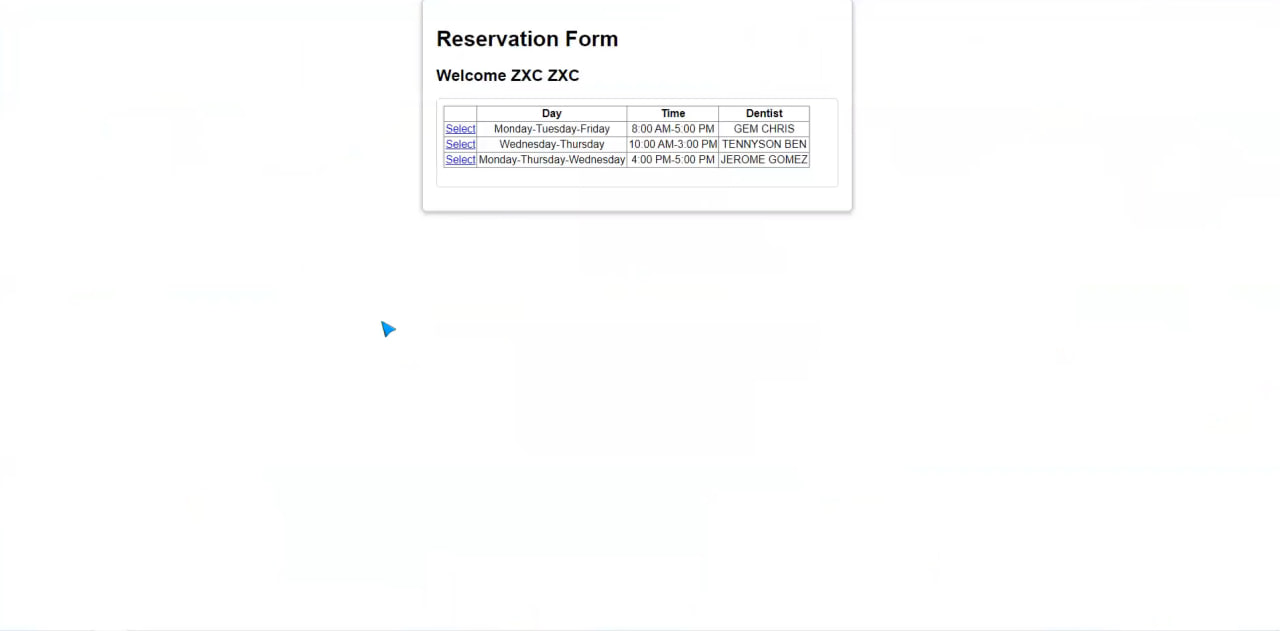 Reservation Form
Welcome ZXC ZXC
Day Time Dentist
Select Monday-Tuesday-Friday 8:00 AM-5:00 PM GEM CHRIS
Select Wednesday-Thursday 10:00 AM-3:00 PM TENNYSON BEN
Select Monday-Thursday-Wednesday 4:00 PM-5:00 PM JEROME GOMEZ